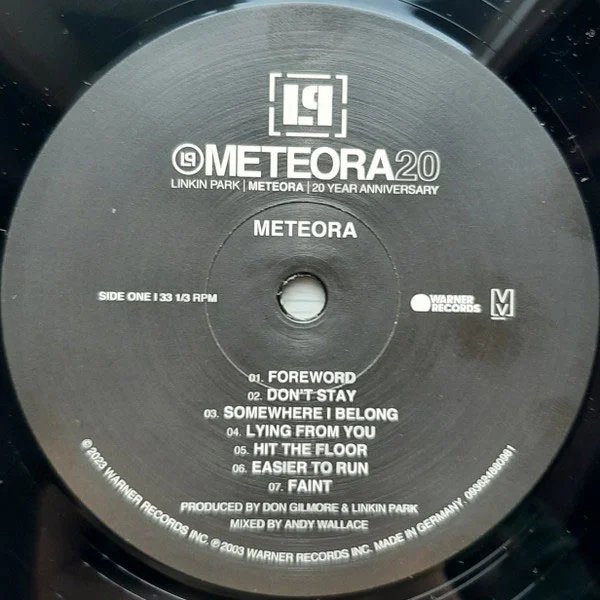 LP
LP METEORA20
LINKIN PARK | METEORA | 20 YEAR ANNIVERSARY
METEORA
SIDE ONE | 33 1/3 RPM
WARNER RECORDS
01. FOREWORD
02. DON'T STAY
03. SOMEWHERE I BELONG
04. LYING FROM YOU
05. HIT THE FLOOR
06. EASIER TO RUN
07. FAINT
PRODUCED BY DON GILMORE & LINKIN PARK
MIXED BY ANDY WALLACE
© 2023 WARNER RECORDS INC. ℗ 2003 WARNER RECORDS INC. MADE IN GERMANY.